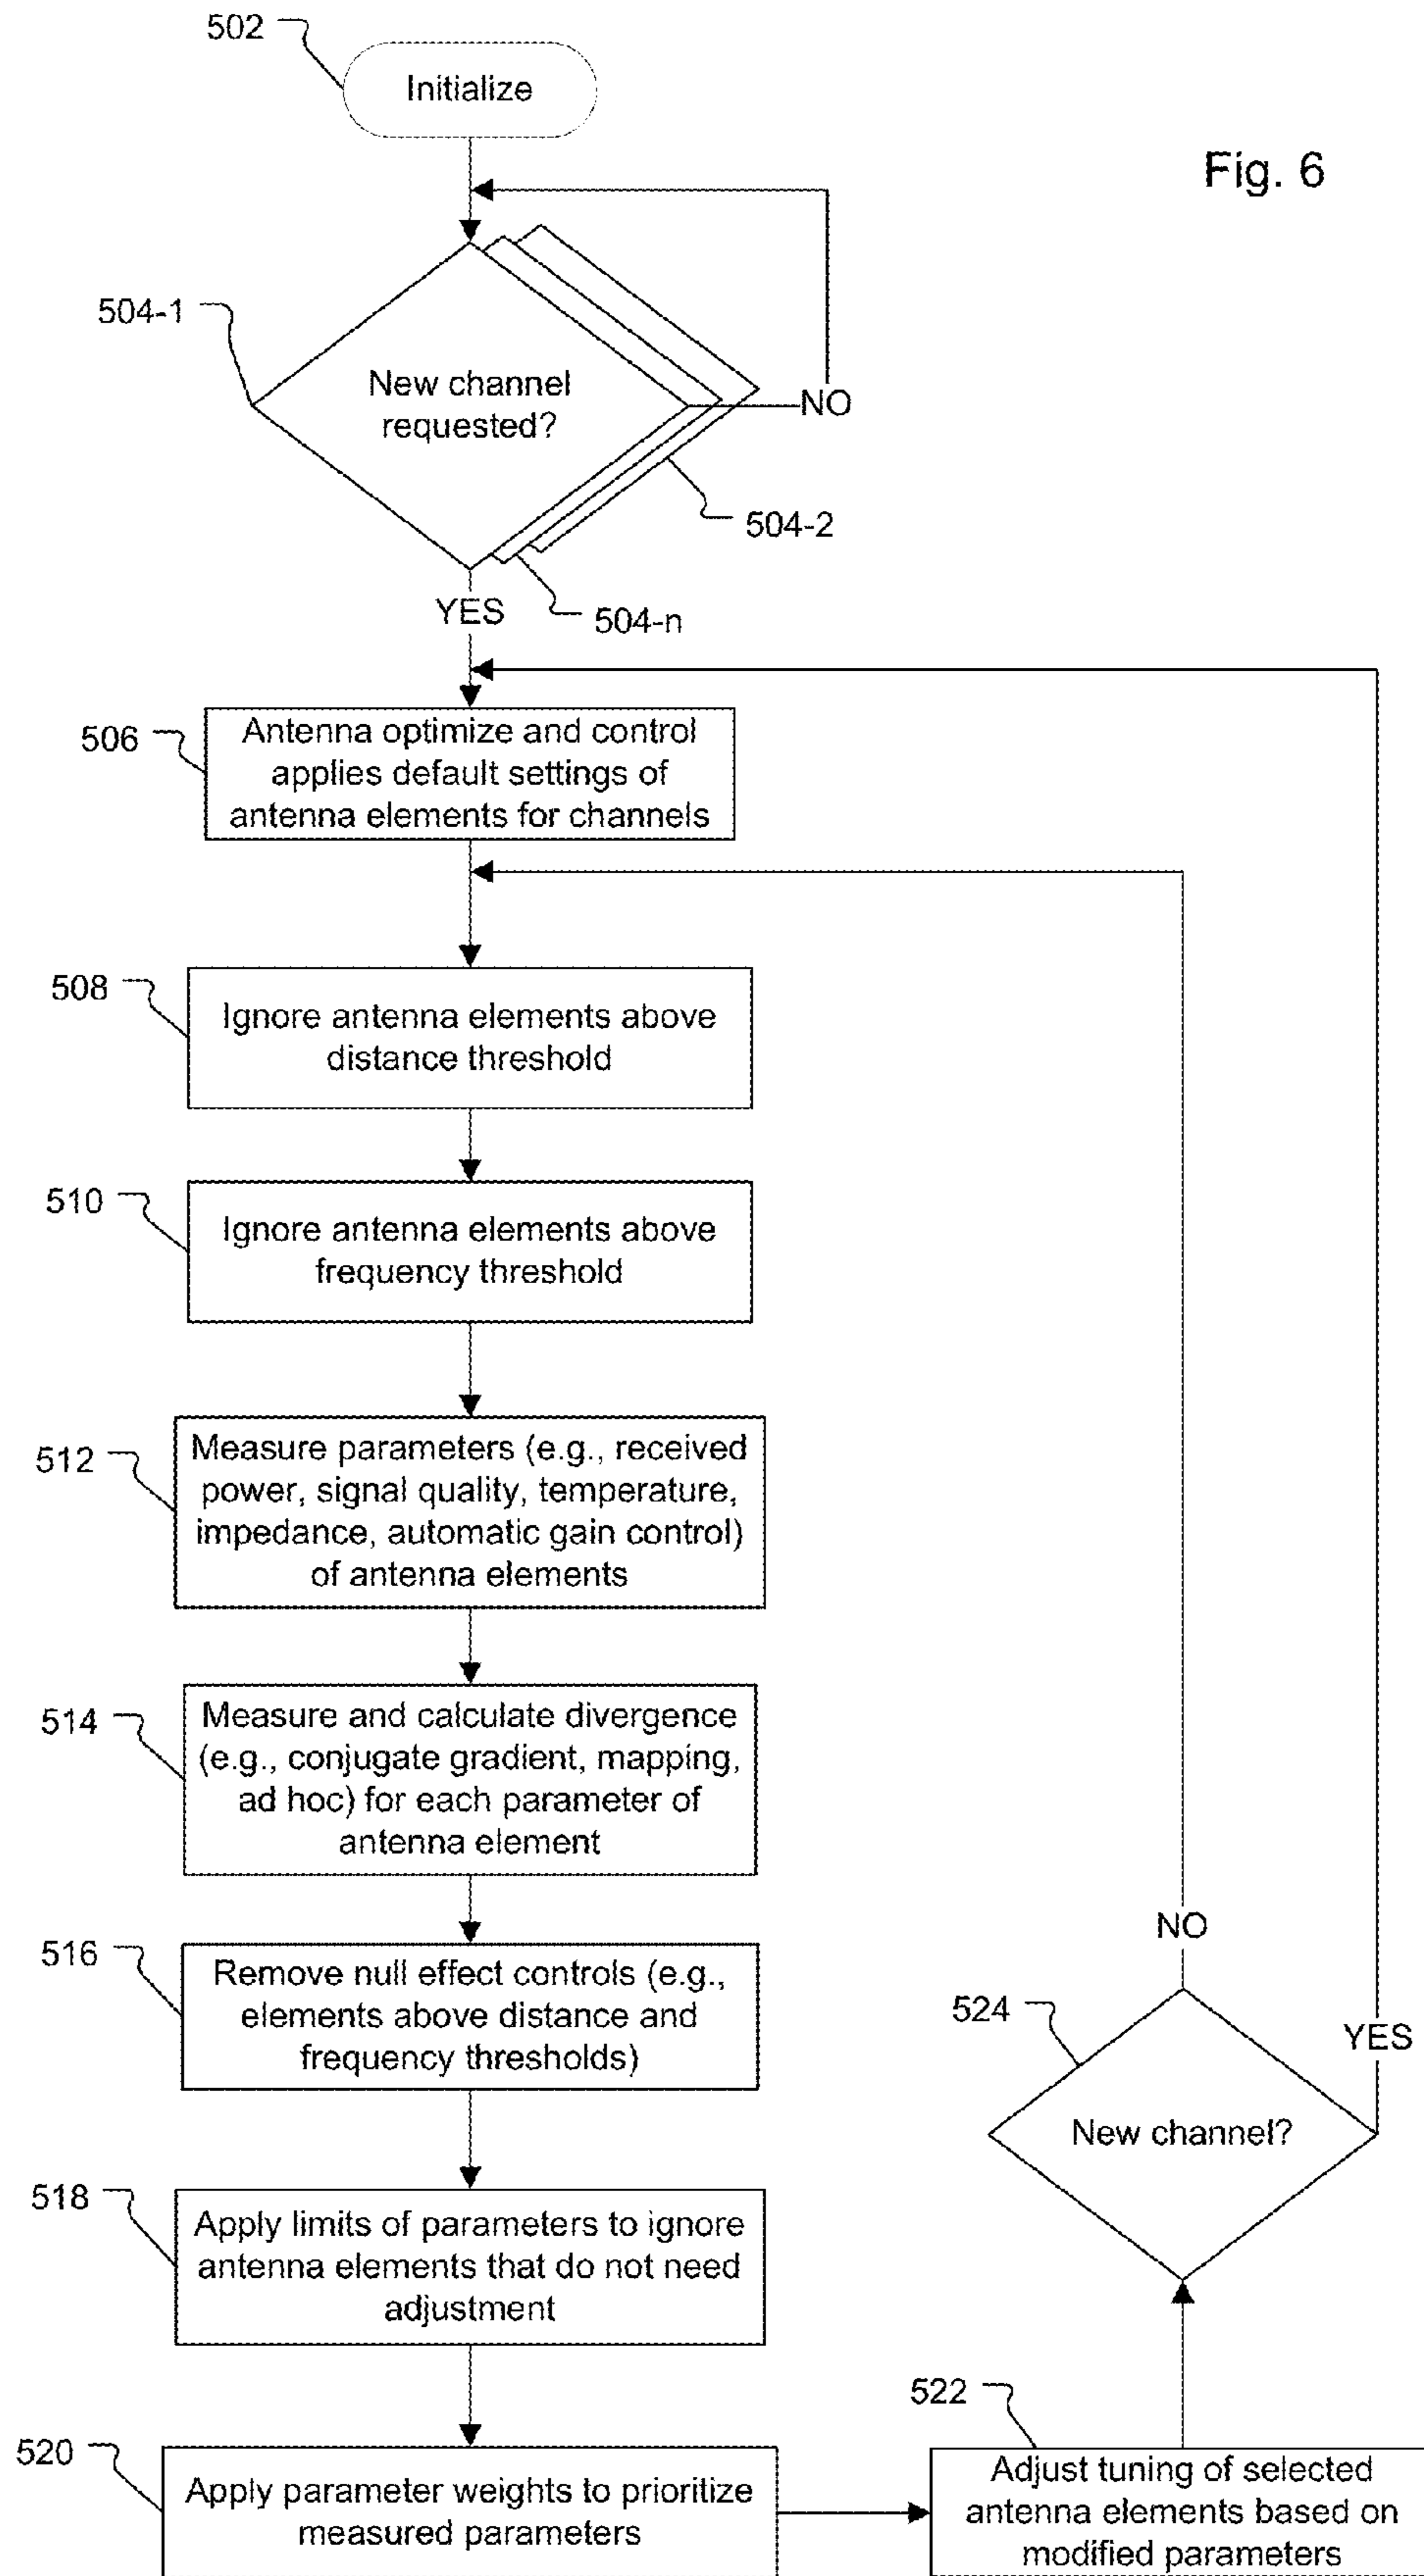 502
Initialize
Fig. 6
504-1
New channel
requested?
NO
504-2
504-n
YES
506
Antenna optimize and control
applies default settings of
antenna elements for channels
508
Ignore antenna elements above
distance threshold
510
Ignore antenna elements above
frequency threshold
512
Measure parameters (e.g., received
power, signal quality, temperature,
impedance, automatic gain control)
of antenna elements
514
Measure and calculate divergence
(e.g., conjugate gradient, mapping,
ad hoc) for each parameter of
antenna element
516
Remove null effect controls (e.g.,
elements above distance and
frequency thresholds)
518
Apply limits of parameters to ignore
antenna elements that do not need
adjustment
520
Apply parameter weights to prioritize
measured parameters
522
Adjust tuning of selected
antenna elements based on
modified parameters
524
New channel?
NO
YES